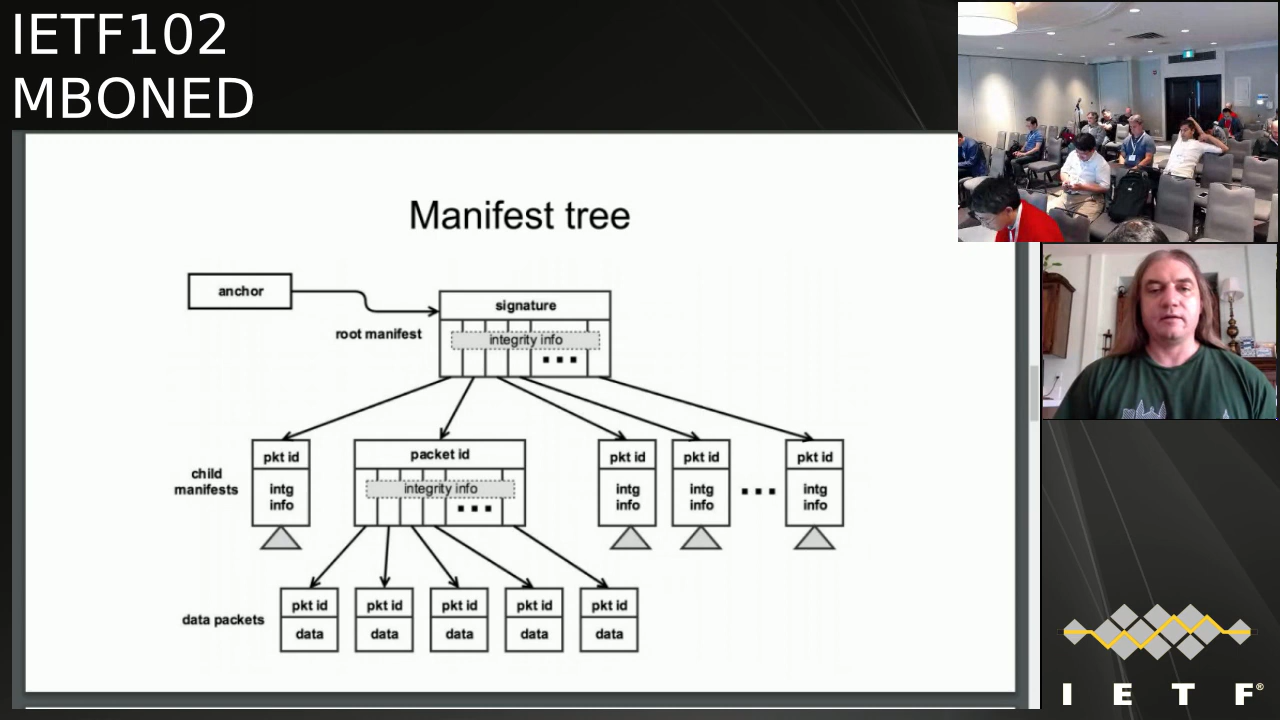 IETF102
MBONED
Manifest tree
anchor
signature
root manifest
integrity info
child
manifests
pkt id
intg
info
packet id
integrity info
pkt id
intg
info
pkt id
intg
info
pkt id
intg
info
data packets
pkt id
data
pkt id
data
pkt id
data
pkt id
data
pkt id
data
I E T F®